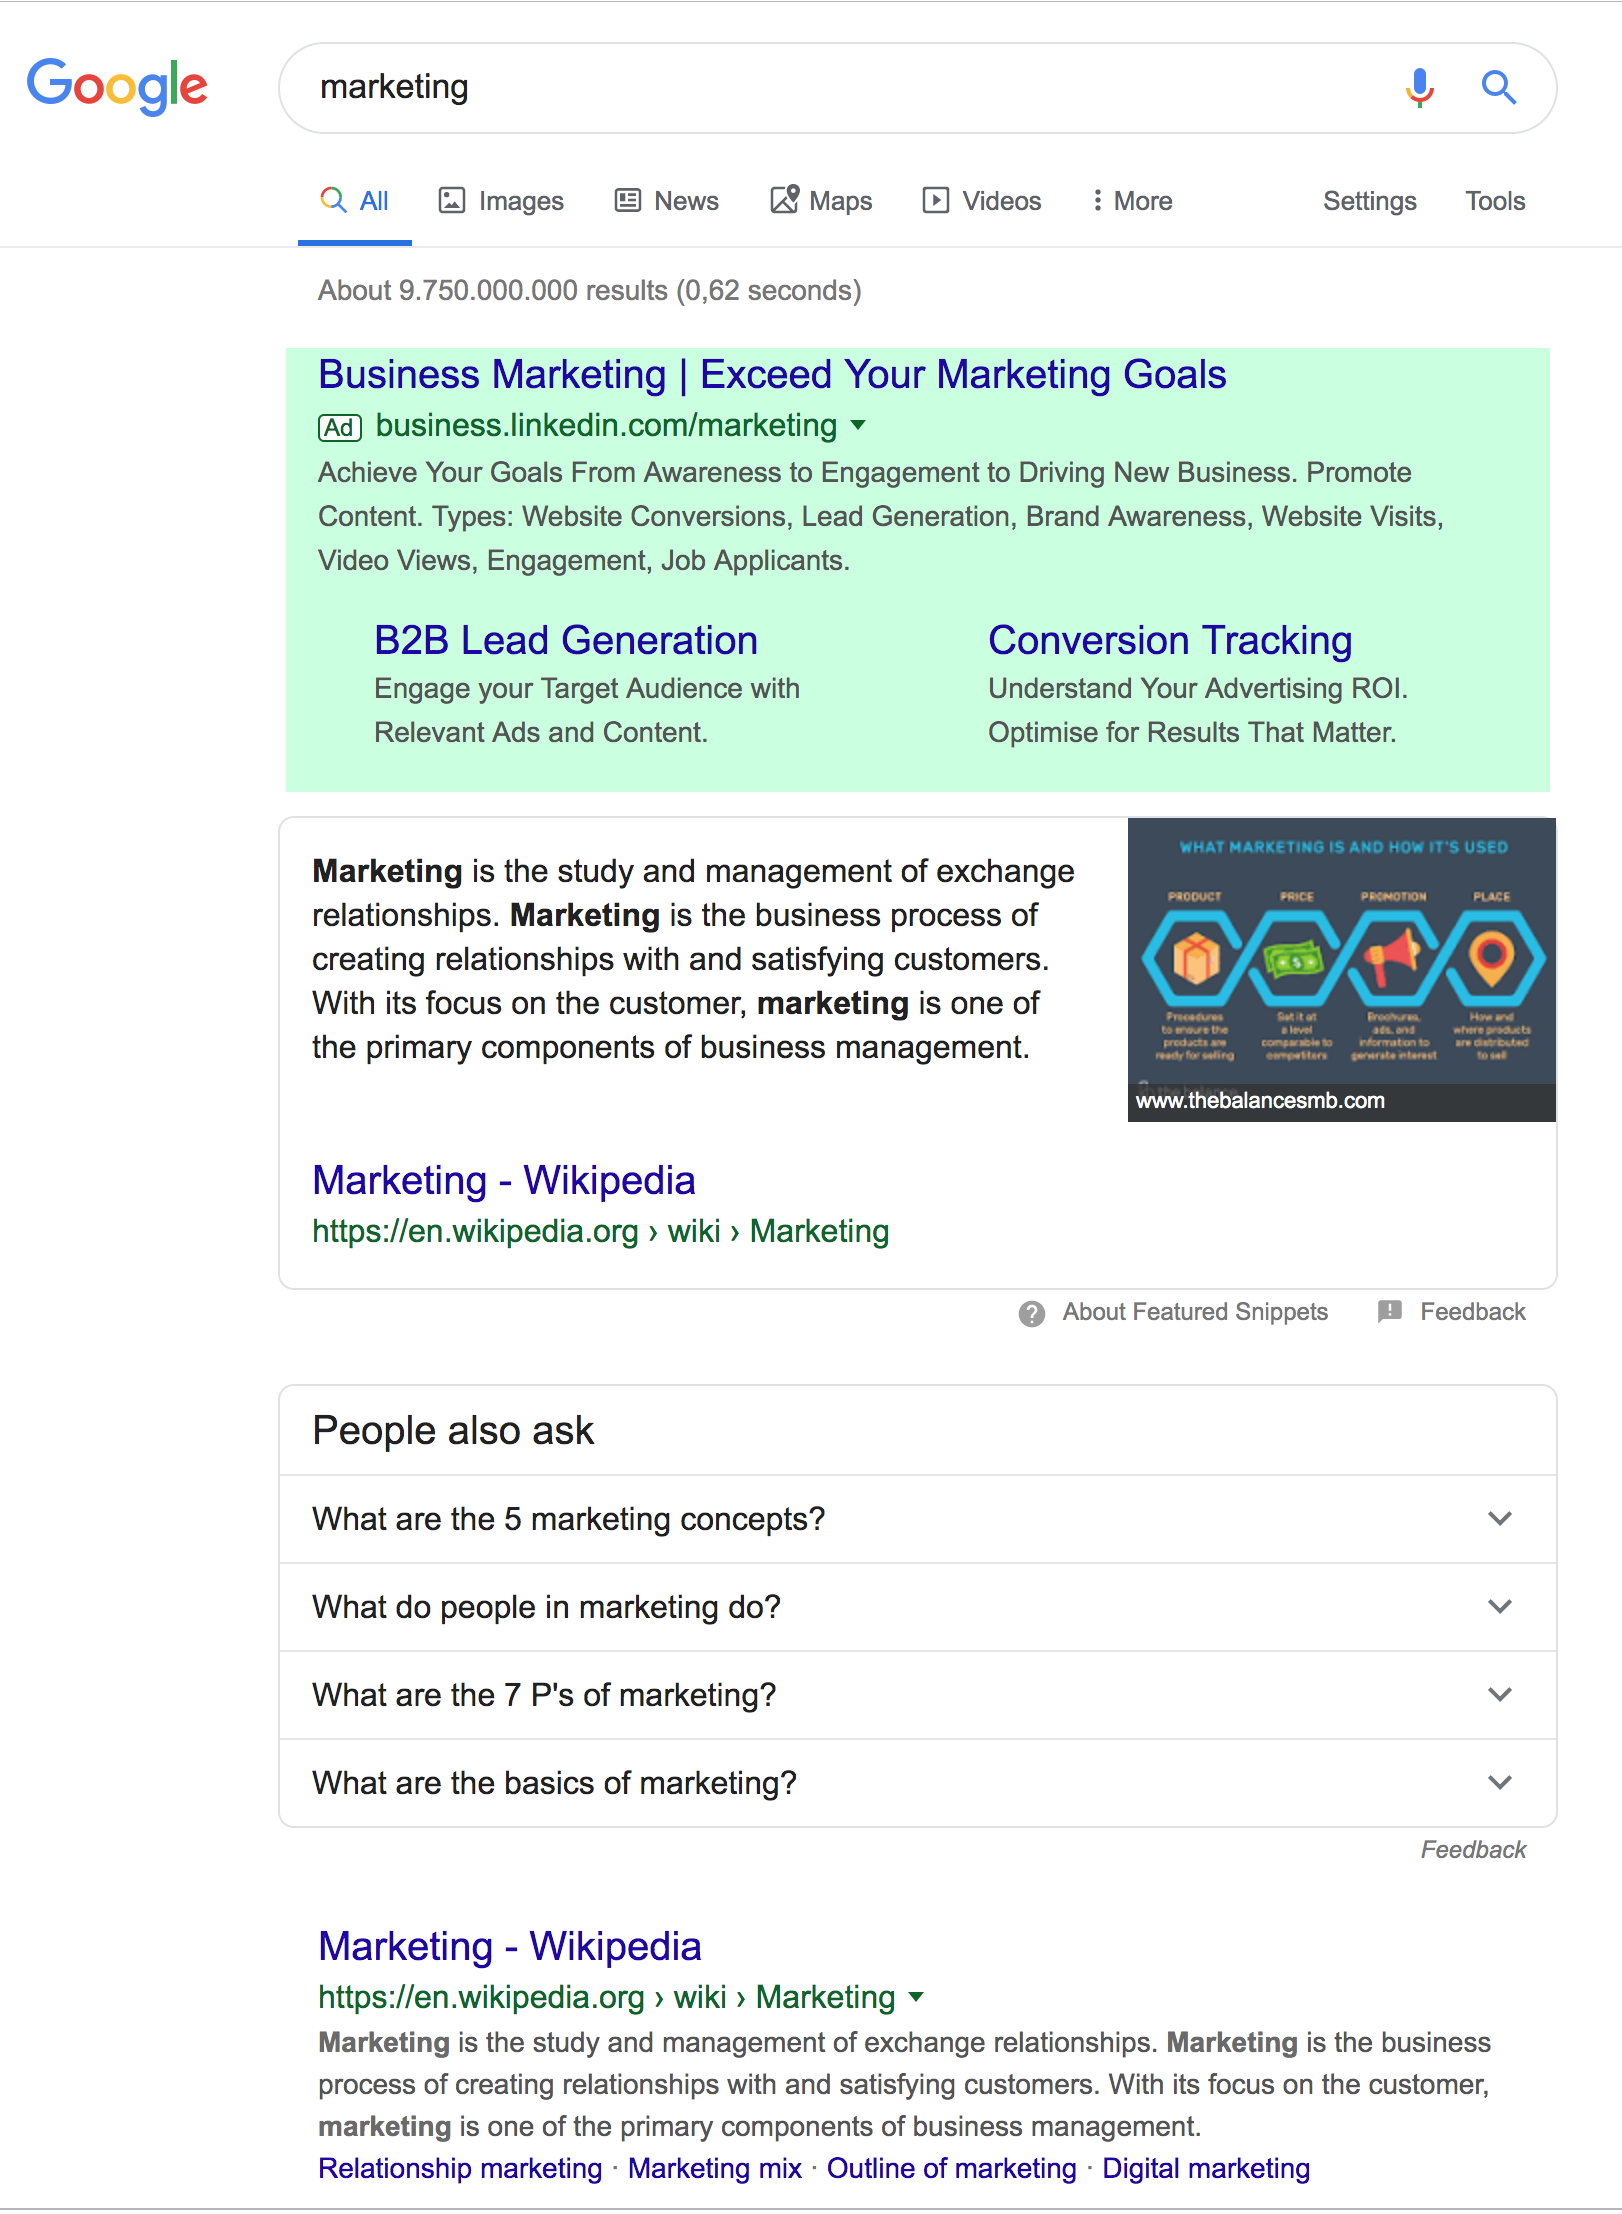 Google
marketing
All Images News Maps Videos More Settings Tools
About 9.750.000.000 results (0,62 seconds)
Business Marketing | Exceed Your Marketing Goals
Ad business.linkedin.com/marketing
Achieve Your Goals From Awareness to Engagement to Driving New Business. Promote
Content. Types: Website Conversions, Lead Generation, Brand Awareness, Website Visits,
Video Views, Engagement, Job Applicants.
B2B Lead Generation
Engage your Target Audience with
Relevant Ads and Content.
Conversion Tracking
Understand Your Advertising ROI.
Optimise for Results That Matter.
Marketing is the study and management of exchange
relationships. Marketing is the business process of
creating relationships with and satisfying customers.
With its focus on the customer, marketing is one of
the primary components of business management.
WHAT MARKETING IS AND HOW IT'S USED
PRODUCT PRICE PROMOTION PLACE
Procedures
to ensure the
products are
ready for selling
Set it at
a level
comparable to
competitors
Brochures,
ads, and
information to
generate interest
How and
where products
are distributed
to sell
the balance
www.thebalancesmb.com
Marketing - Wikipedia
https://en.wikipedia.org › wiki › Marketing
About Featured Snippets Feedback
People also ask
What are the 5 marketing concepts?
What do people in marketing do?
What are the 7 P's of marketing?
What are the basics of marketing?
Feedback
Marketing - Wikipedia
https://en.wikipedia.org › wiki › Marketing
Marketing is the study and management of exchange relationships. Marketing is the business
process of creating relationships with and satisfying customers. With its focus on the customer,
marketing is one of the primary components of business management.
Relationship marketing · Marketing mix · Outline of marketing · Digital marketing